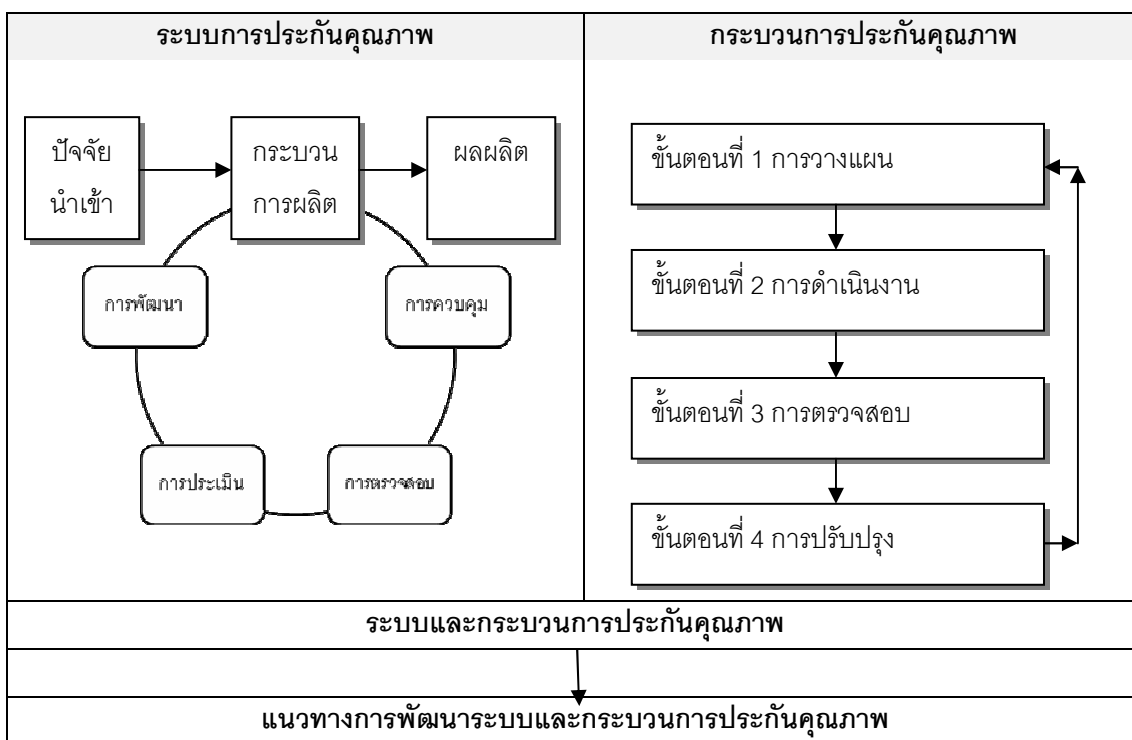 ระบบการประกันคุณภาพ
กระบวนการประกันคุณภาพ
ปัจจัย
นำเข้า
กระบวน
การผลิต
ผลผลิต
การพัฒนา
การควบคุม
การประเมิน
การตรวจสอบ
ขั้นตอนที่ 1 การวางแผน
ขั้นตอนที่ 2 การดำเนินงาน
ขั้นตอนที่ 3 การตรวจสอบ
ขั้นตอนที่ 4 การปรับปรุง
ระบบและกระบวนการประกันคุณภาพ
แนวทางการพัฒนาระบบและกระบวนการประกันคุณภาพ